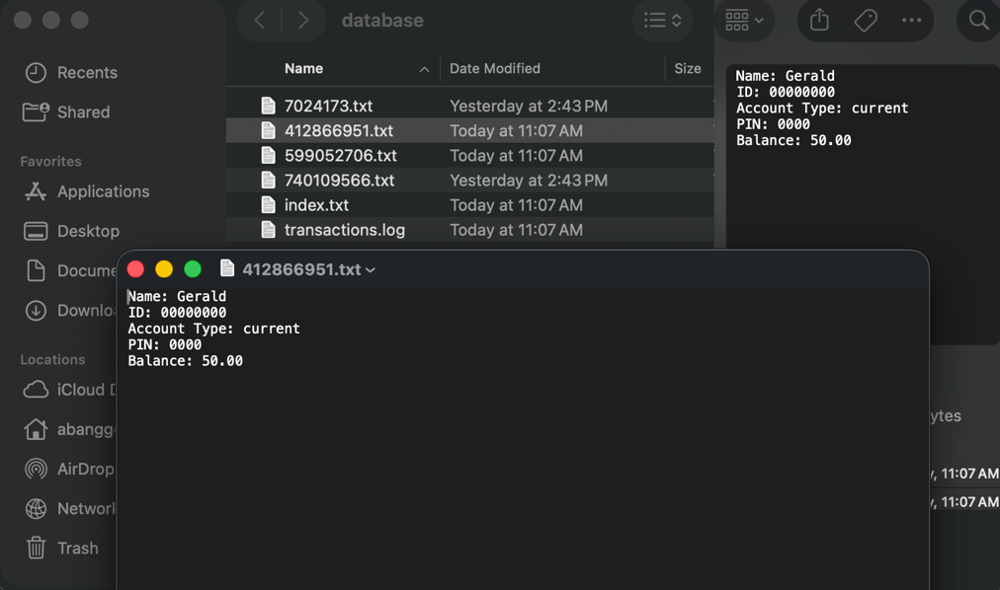 database
Recents
Shared
Favorites
Applications
Desktop
Docume
Downlo
Locations
iCloud
abangg
AirDrop
Network
Trash
Name Date Modified Size
7024173.txt Yesterday at 2:43 PM
412866951.txt Today at 11:07 AM
599052706.txt Today at 11:07 AM
740109566.txt Yesterday at 2:43 PM
index.txt Today at 11:07 AM
transactions.log Today at 11:07 AM
Name: Gerald
ID: 00000000
Account Type: current
PIN: 0000
Balance: 50.00
ytes
, 11:07 AM
, 11:07 AM
412866951.txt
Name: Gerald
ID: 00000000
Account Type: current
PIN: 0000
Balance: 50.00